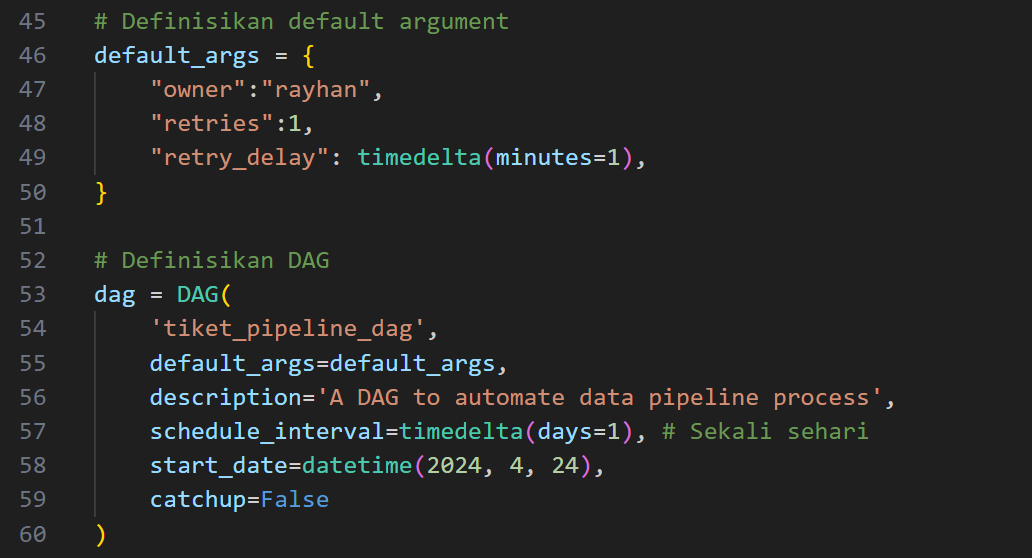 45 # Definisikan default argument
46 default_args = {
47 "owner":"rayhan",
48 "retries":1,
49 "retry_delay": timedelta(minutes=1),
50 }
51
52 # Definisikan DAG
53 dag = DAG(
54 'tiket_pipeline_dag',
55 default_args=default_args,
56 description='A DAG to automate data pipeline process',
57 schedule_interval=timedelta(days=1), # Sekali sehari
58 start_date=datetime(2024, 4, 24),
59 catchup=False
60 )